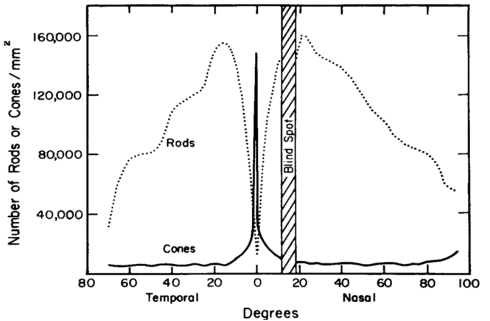 Number of Rods or Cones / mm²
160,000
120,000
80,000
40,000
Rods
Cones
Blind Spot
80 60 40 20 0 20 40 60 80 100
Temporal Nasal
Degrees